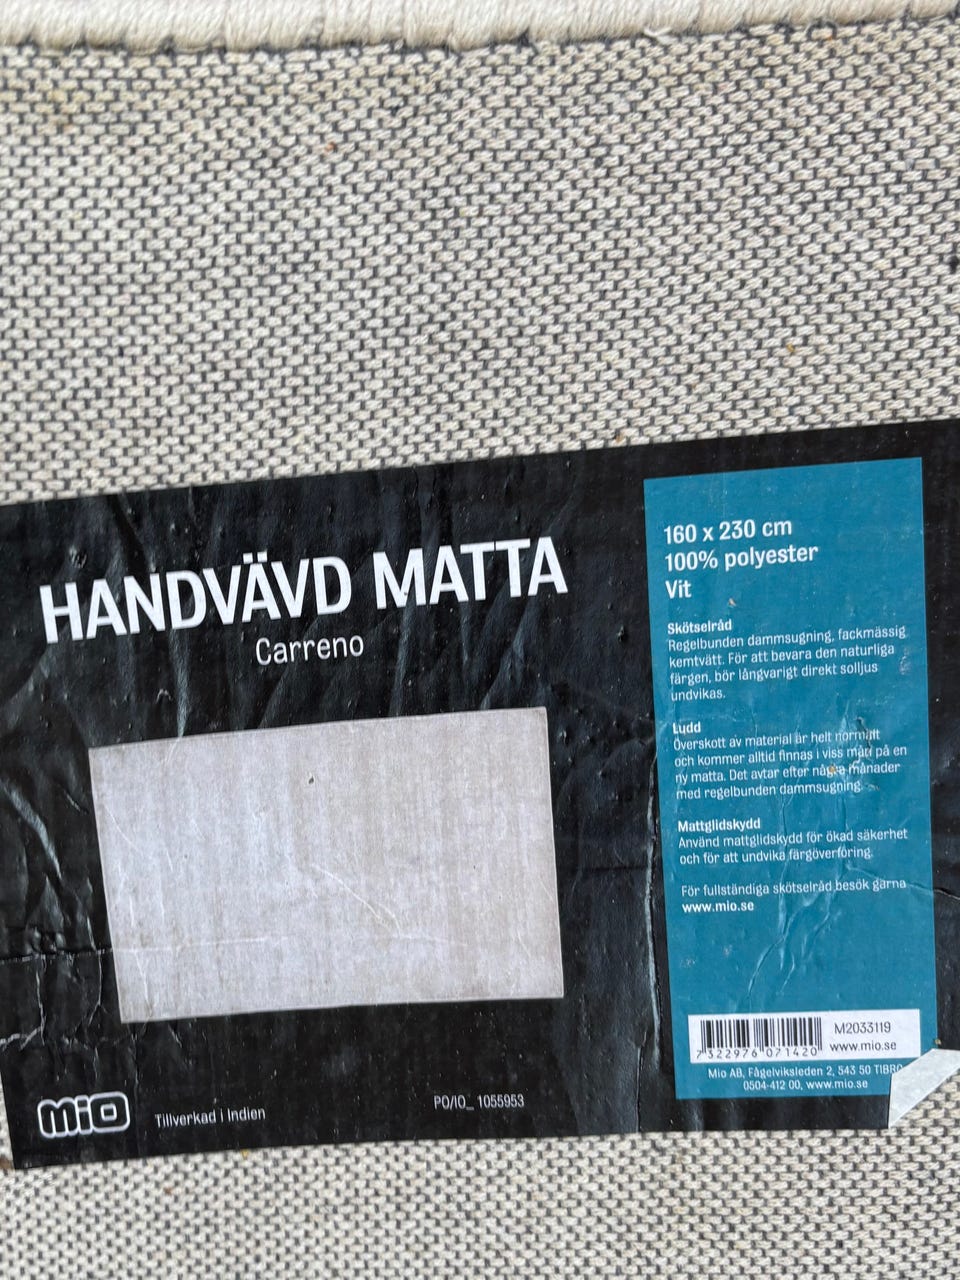 HANDVÄVD MATTA
Carreno
160 x 230 cm
100% polyester
Vit
Skötselråd
Regelbunden dammsugning, fackmässig
kemtvätt. För att bevara den naturliga
färgen, bör långvarigt direkt solljus
undvikas.
Ludd
Överskott av material är helt normalt
och kommer alltid finnas i viss mån på en
ny matta. Det avtar efter några månader
med regelbunden dammsugning.
Mattglidskydd
Använd mattglidskydd för ökad säkerhet
och för att undvika färgöverföring.
För fullständiga skötselråd besök gärna
www.mio.se
7 322976 071420
M2033119
www.mio.se
Mio AB, Fågelviksleden 2, 543 50 TIBRO
0504-412 00, www.mio.se
mio
Tillverkad i Indien
PO/IO_ 1055953